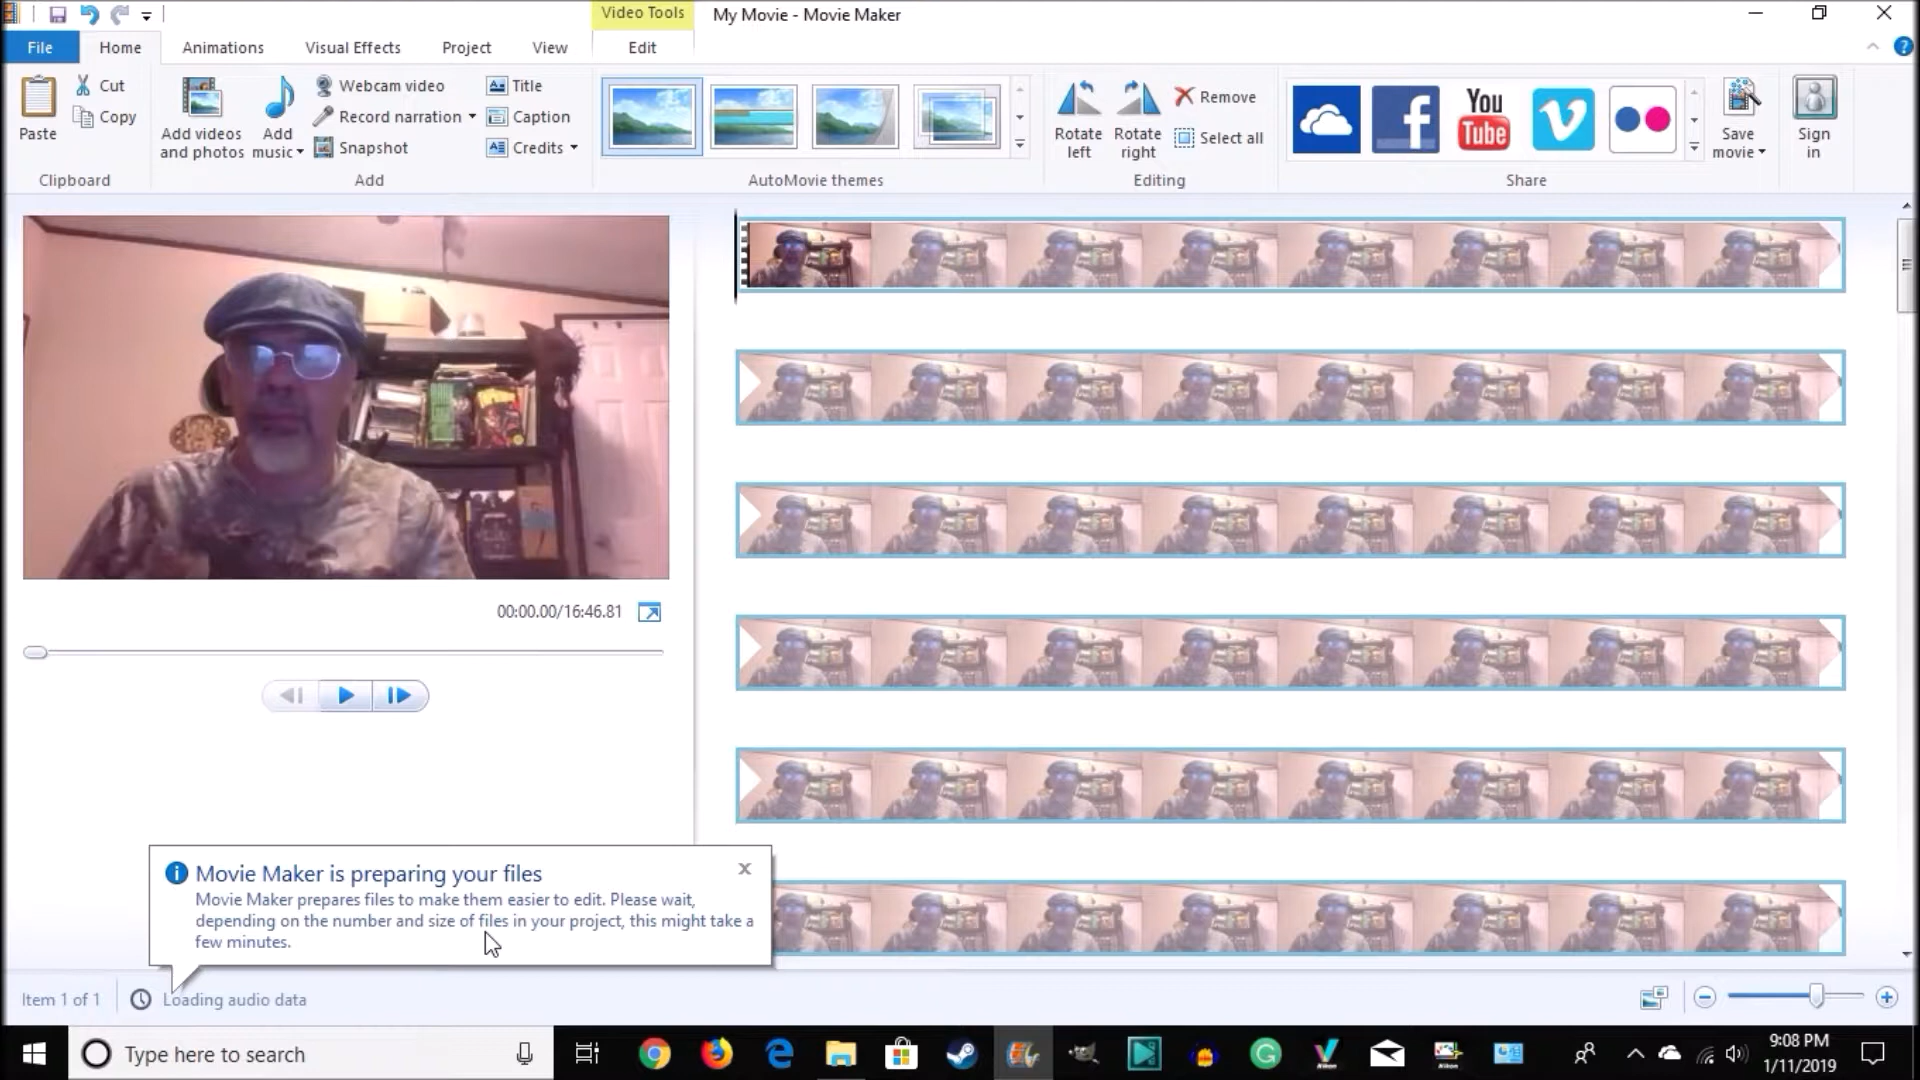 Video Tools
My Movie - Movie Maker
File Home Animations Visual Effects Project View Edit
Paste
Cut
Copy
Clipboard
Add videos
and photos
Add
music
Webcam video
Record narration
Snapshot
Title
Caption
Credits
Add
AutoMovie themes
Rotate
left
Rotate
right
Remove
Select all
Editing
You
Tube
Share
Save
movie
Sign
in
00:00.00/16:46.81
Movie Maker is preparing your files
Movie Maker prepares files to make them easier to edit. Please wait,
depending on the number and size of files in your project, this might take a
few minutes.
Item 1 of 1
Loading audio data
Type here to search
9:08 PM
1/11/2019